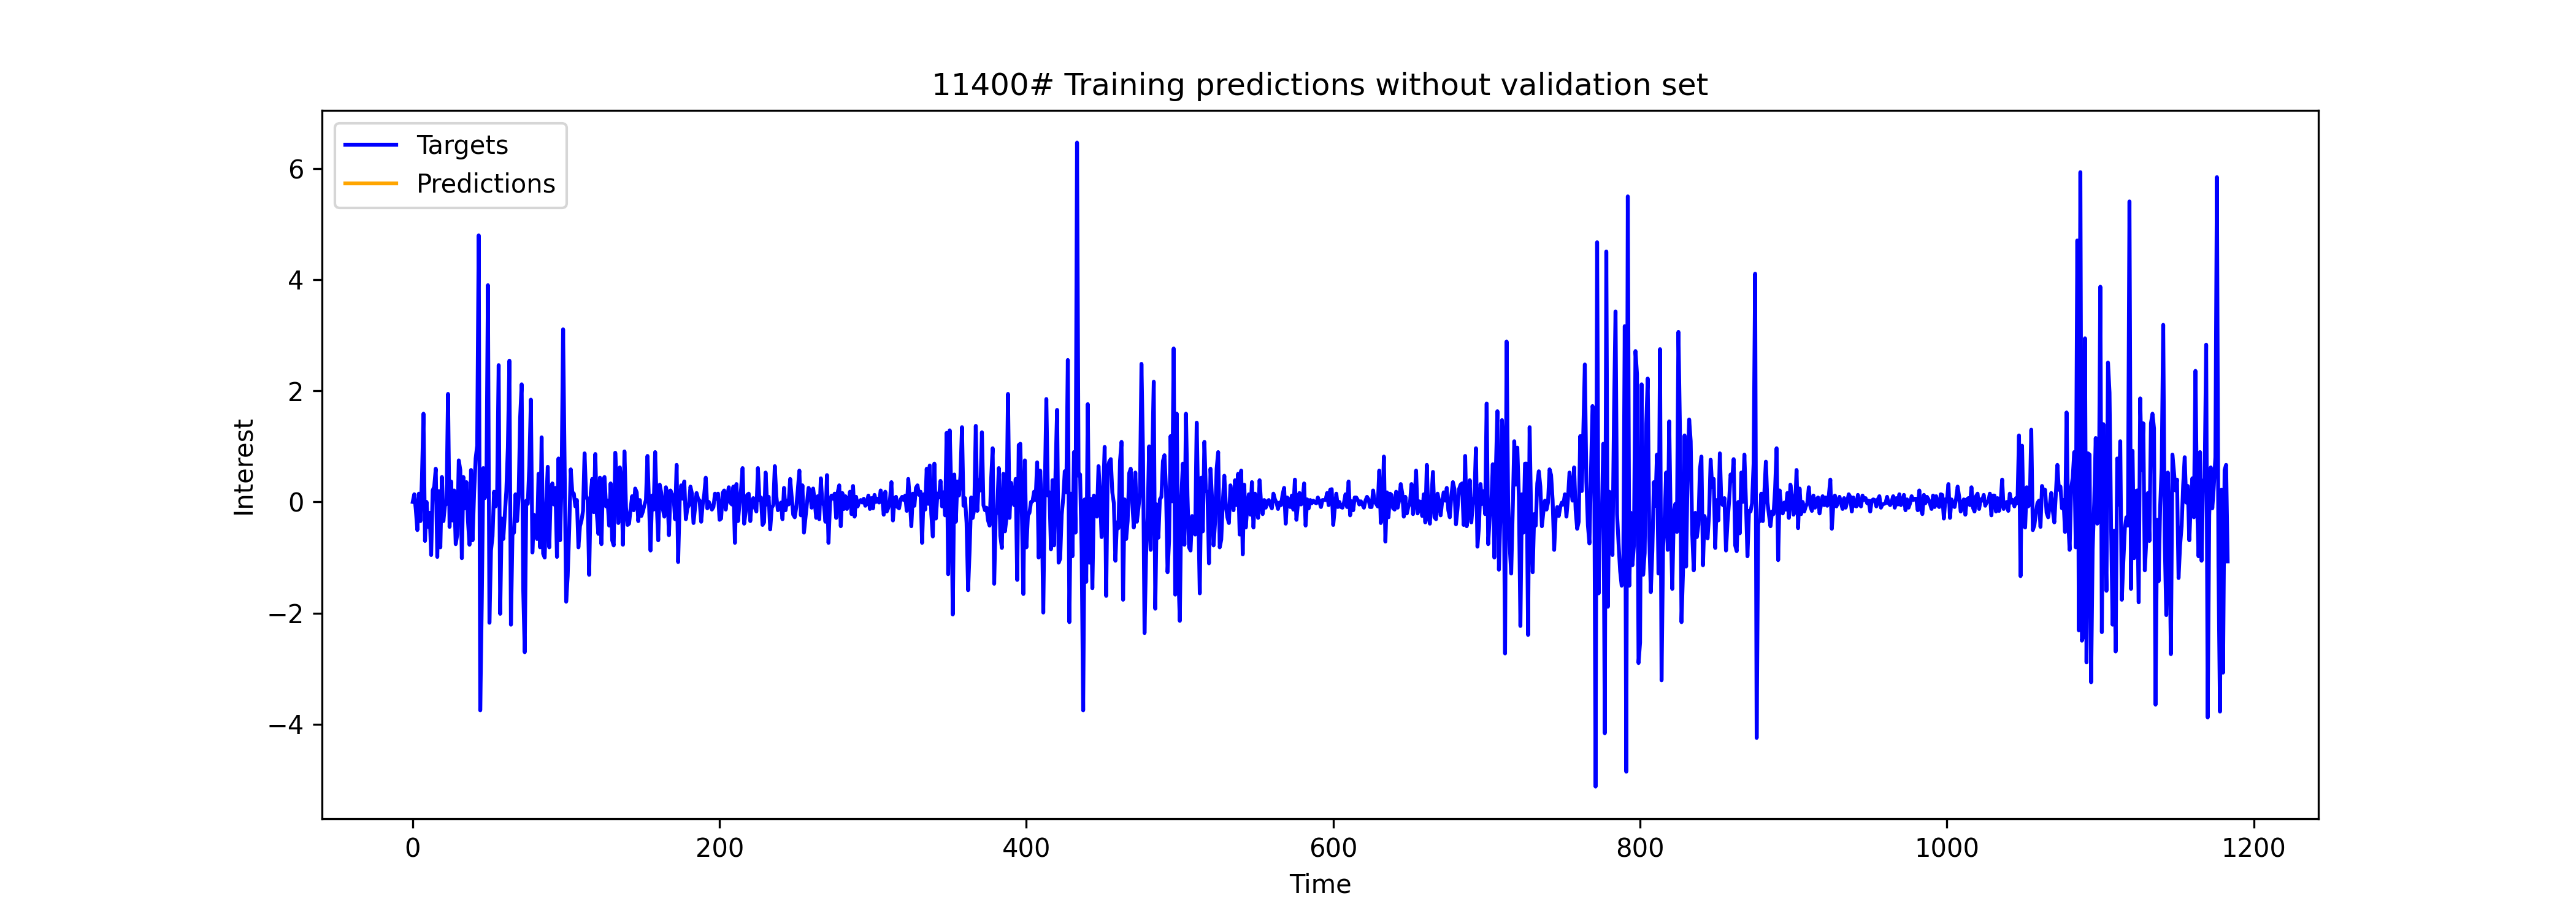 11400# Training predictions without validation set
Targets
Predictions
Interest
6
4
2
0
−2
−4
0 200 400 600 800 1000 1200
Time